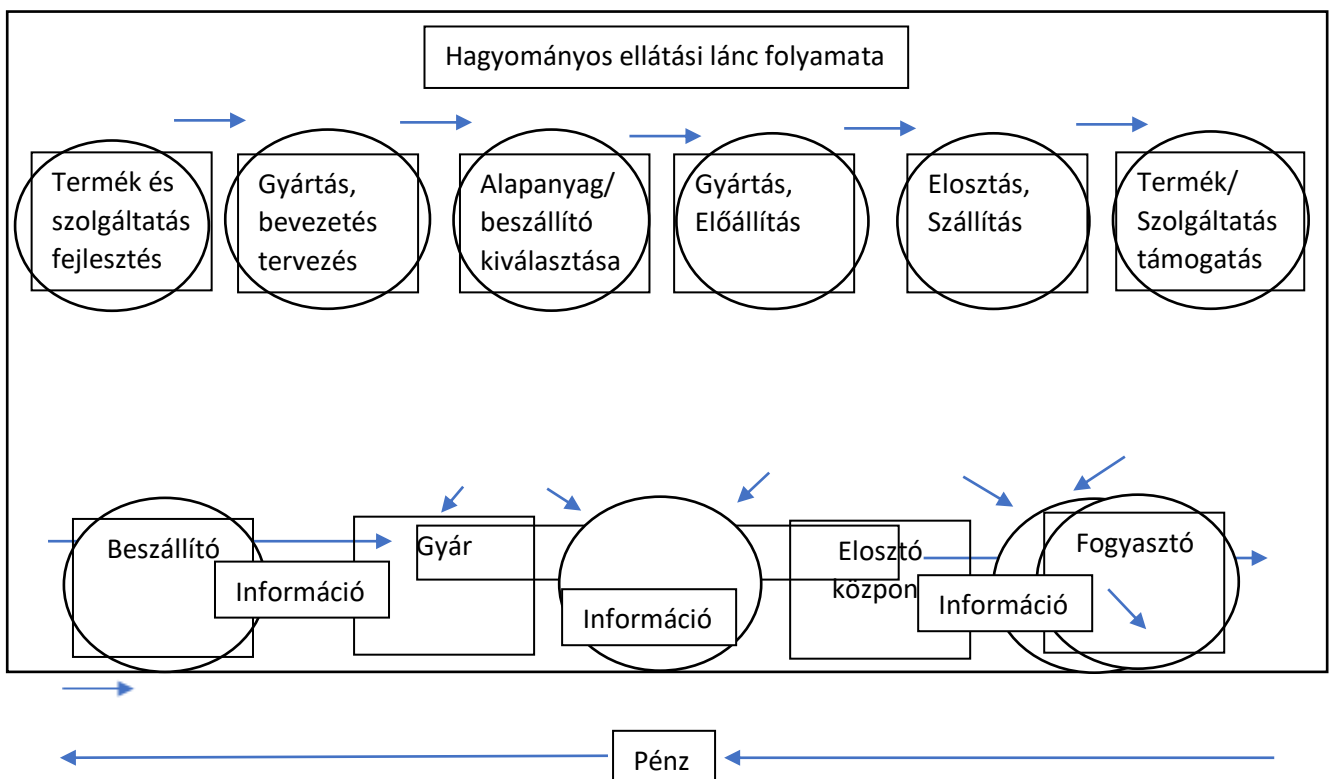 Hagyományos ellátási lánc folyamata
Termék és
szolgáltatás
fejlesztés
Gyártás,
bevezetés
tervezés
Alapanyag/
beszállító
kiválasztása
Gyártás,
Előállítás
Elosztás,
Szállítás
Termék/
Szolgáltatás
támogatás
Beszállító
Információ
Gyár
Információ
Elosztó
közpon
Információ
Fogyasztó
Pénz